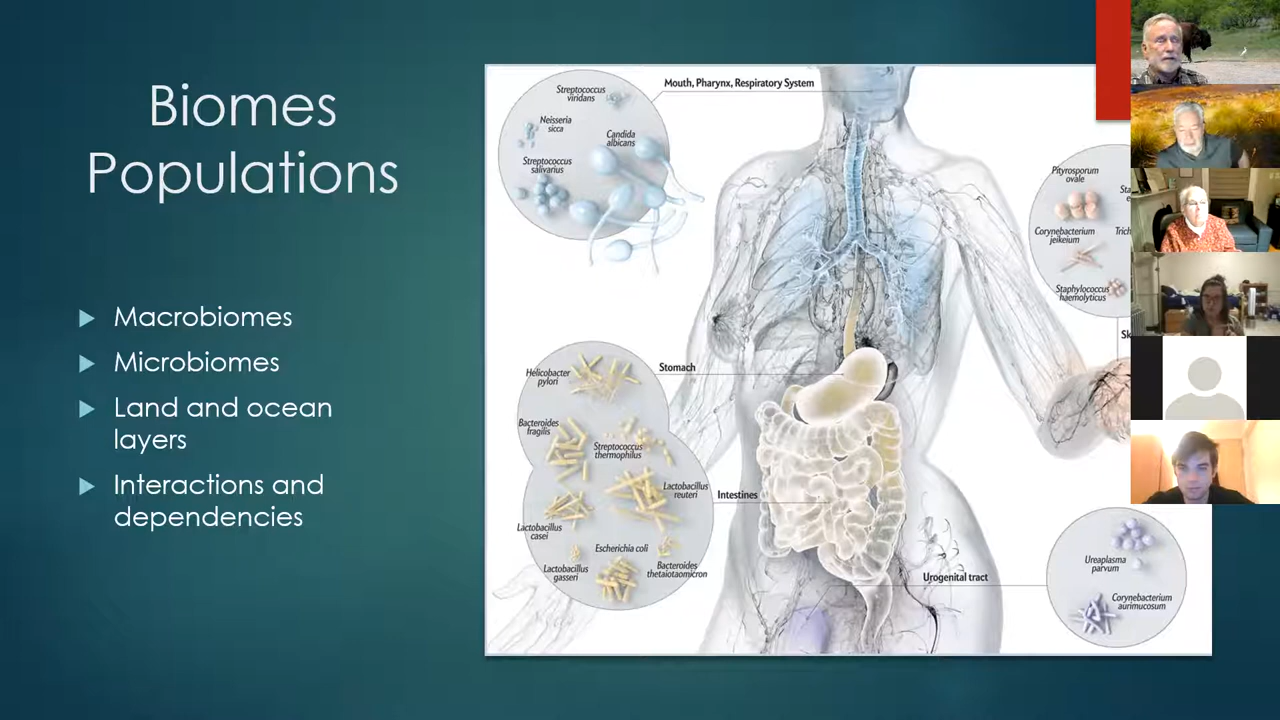 Biomes
Populations
Macrobiomes
Microbiomes
Land and ocean
layers
Interactions and
dependencies
Mouth, Pharynx, Respiratory System
Streptococcus
viridans
Neisseria
sicca
Candida
albicans
Streptococcus
salivarius
Pityrosporum
ovale
Corynebacterium
jeikeium
Staphylococcus
haemolyticus
Stomach
Helicobacter
pylori
Bacteroides
fragilis
Streptococcus
thermophilus
Lactobacillus
reuteri
Intestines
Lactobacillus
casei
Escherichia coli
Lactobacillus
gasseri
Bacteroides
thetaiotaomicron
Urogenital tract
Ureaplasma
parvum
Corynebacterium
aurimucosum